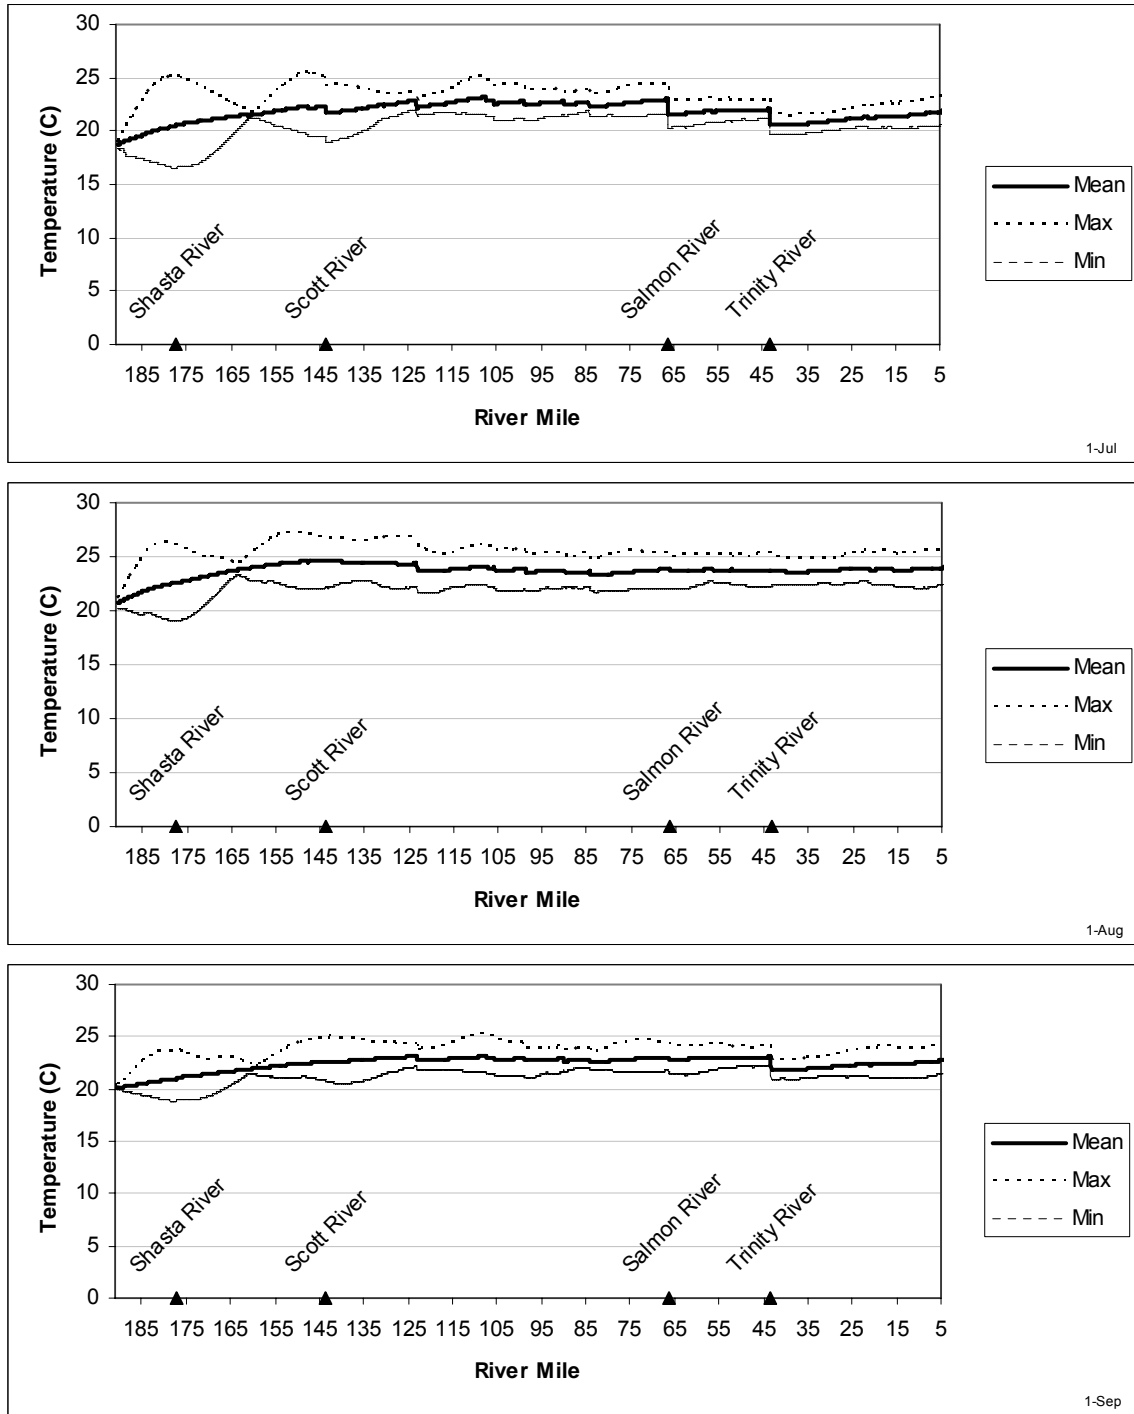 30
25
20
15
10
5
0
Temperature (C)
Shasta River
Scott River
Salmon River
Trinity River
185 175 165 155 145 135 125 115 105 95 85 75 65 55 45 35 25 15 5
River Mile
Mean
Max
Min
1-Jul
30
25
20
15
10
5
0
Temperature (C)
Shasta River
Scott River
Salmon River
Trinity River
185 175 165 155 145 135 125 115 105 95 85 75 65 55 45 35 25 15 5
River Mile
Mean
Max
Min
1-Aug
30
25
20
15
10
5
0
Temperature (C)
Shasta River
Scott River
Salmon River
Trinity River
185 175 165 155 145 135 125 115 105 95 85 75 65 55 45 35 25 15 5
River Mile
Mean
Max
Min
1-Sep